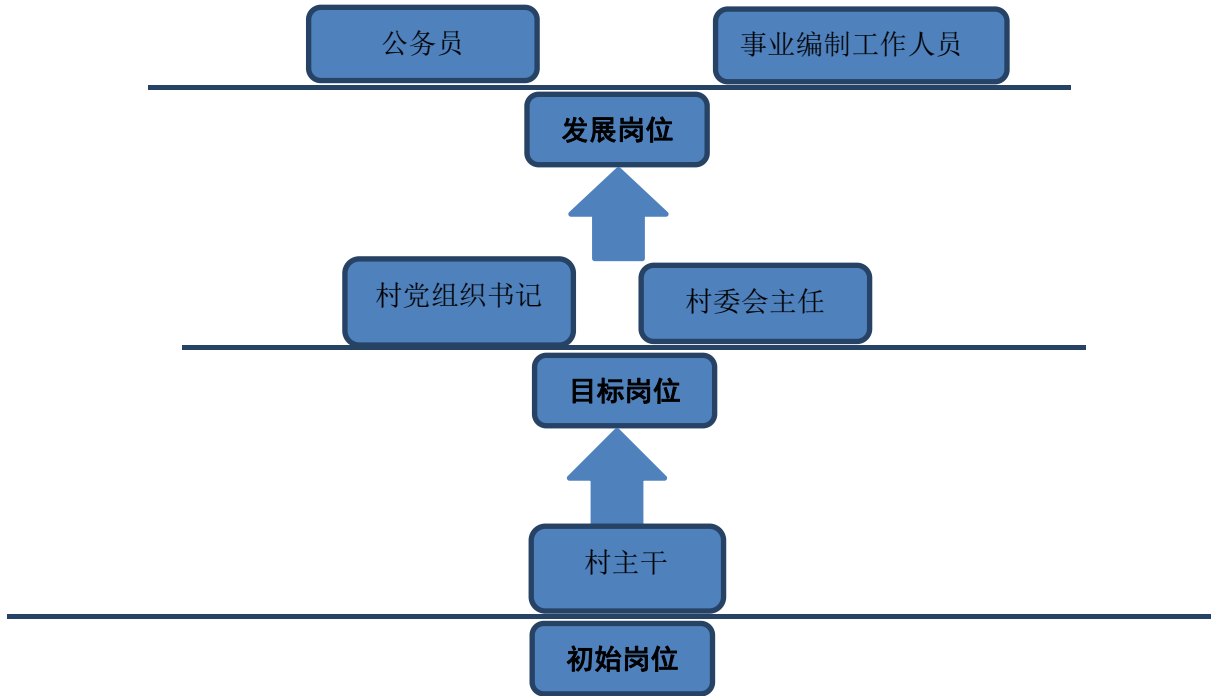 公务员
事业编制工作人员
发展岗位
村党组织书记
村委会主任
目标岗位
村主干
初始岗位